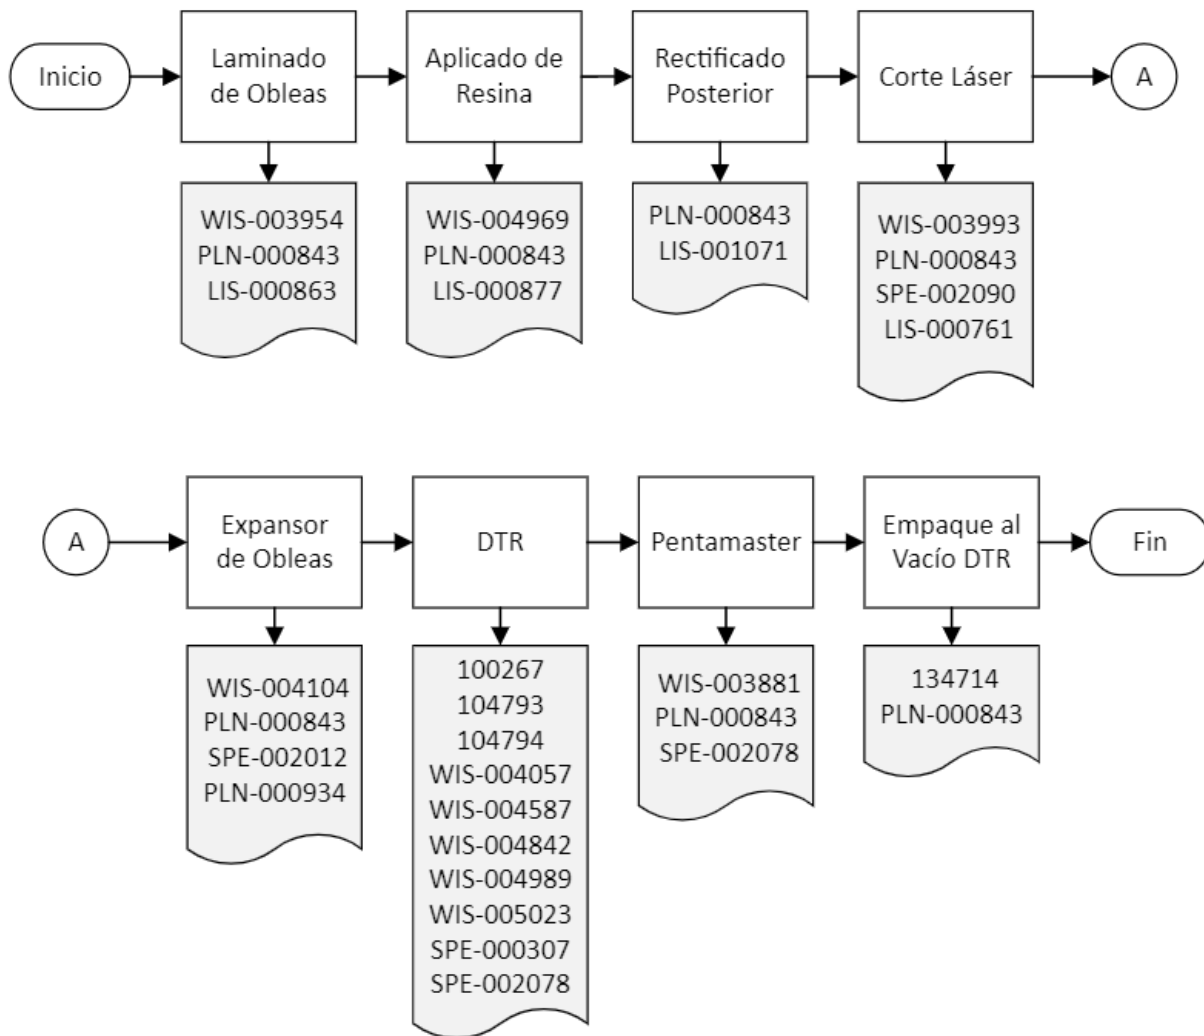 Inicio
Laminado
de Obleas
Aplicado de
Resina
Rectificado
Posterior
Corte Láser
A
WIS-003954
PLN-000843
LIS-000863
WIS-004969
PLN-000843
LIS-000877
PLN-000843
LIS-001071
WIS-003993
PLN-000843
SPE-002090
LIS-000761
A
Expansor
de Obleas
DTR
Pentamaster
Empaque al
Vacío DTR
Fin
WIS-004104
PLN-000843
SPE-002012
PLN-000934
100267
104793
104794
WIS-004057
WIS-004587
WIS-004842
WIS-004989
WIS-005023
SPE-000307
SPE-002078
WIS-003881
PLN-000843
SPE-002078
134714
PLN-000843